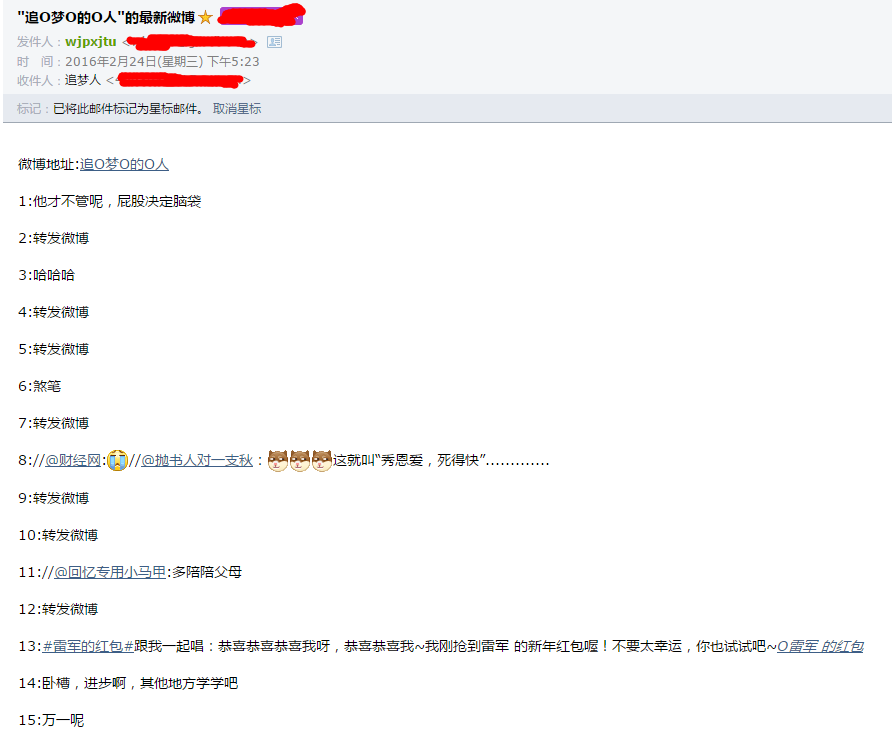 "追O梦O的O人"的最新微博
发件人：wjpxjtu <
时 间：2016年2月24日(星期三) 下午5:23
收件人：追梦人 < >
标记：已将此邮件标记为星标邮件。 取消星标
微博地址:追O梦O的O人
1:他才不管呢，屁股决定脑袋
2:转发微博
3:哈哈哈
4:转发微博
5:转发微博
6:煞笔
7:转发微博
8://@财经网://@抛书人对一支秋：这就叫“秀恩爱，死得快”.............
9:转发微博
10:转发微博
11://@回忆专用小马甲:多陪陪父母
12:转发微博
13:#雷军的红包#跟我一起唱：恭喜恭喜恭喜我呀，恭喜恭喜我~我刚抢到雷军 的新年红包喔！不要太幸运，你也试试吧~O雷军 的红包
14:卧槽，进步啊，其他地方学学吧
15:万一呢